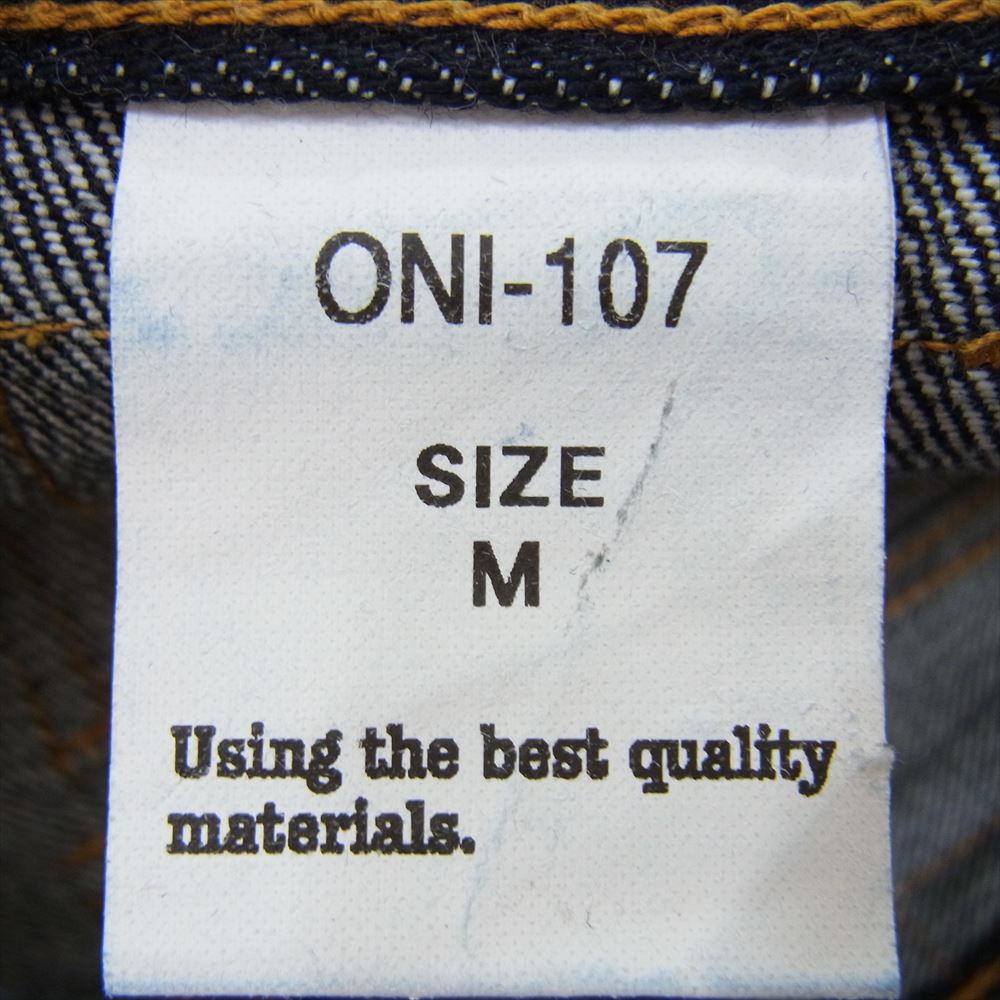 ONI-107
SIZE
M
Using the best quality
materials.